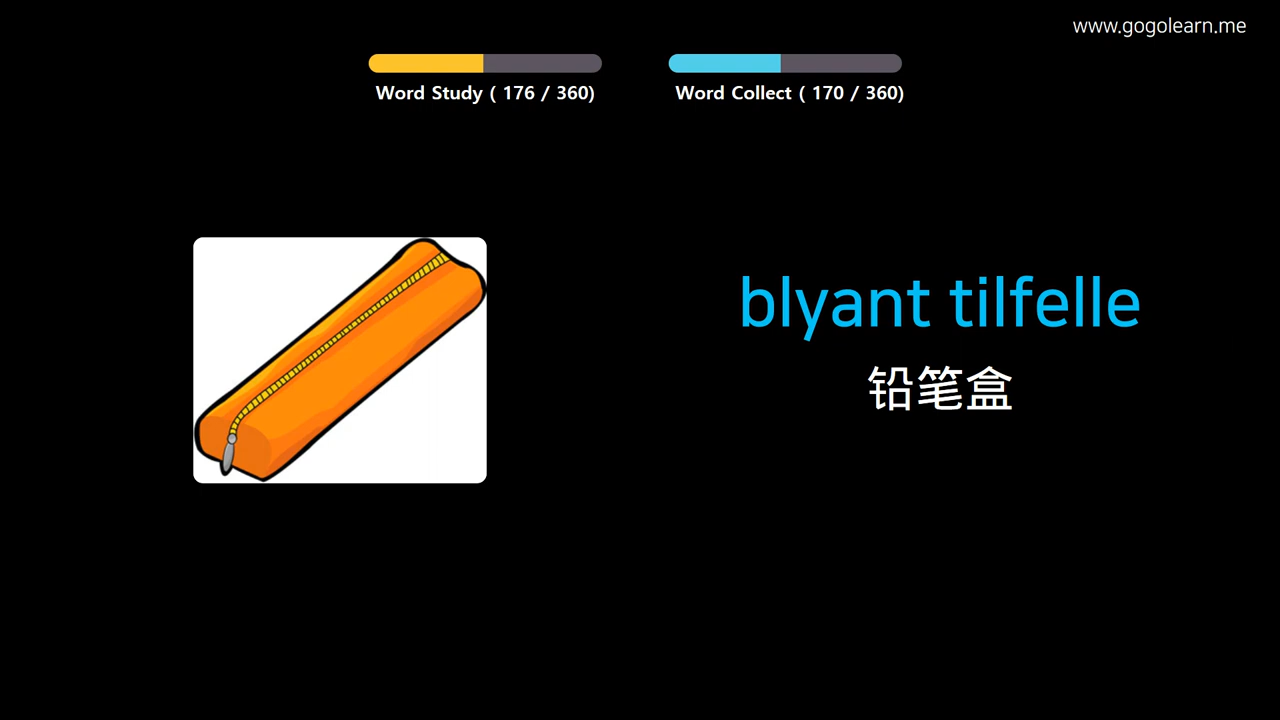 www.gogolearn.me
Word Study ( 176 / 360)
Word Collect ( 170 / 360)
blyant tilfelle
铅笔盒